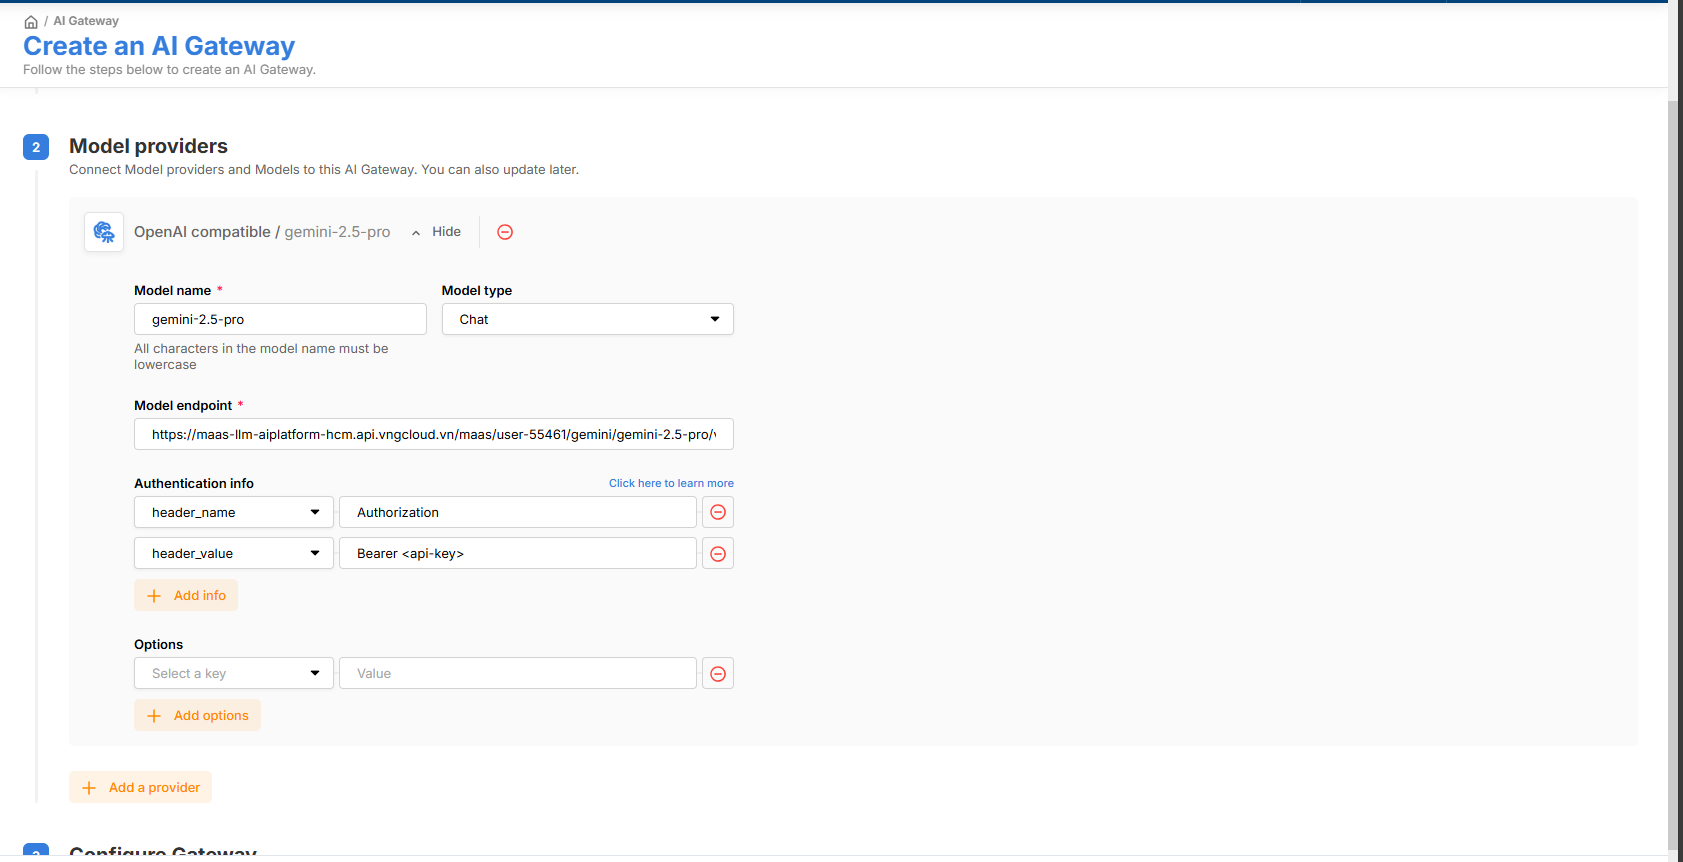 / AI Gateway
Create an AI Gateway
Follow the steps below to create an AI Gateway.
2
Model providers
Connect Model providers and Models to this AI Gateway. You can also update later.
OpenAI compatible / gemini-2.5-pro
Hide
Model name *
Model type
gemini-2.5-pro
Chat
All characters in the model name must be
lowercase
Model endpoint *
https://maas-llm-aiplatform-hcm.api.vngcloud.vn/maas/user-55461/gemini/gemini-2.5-pro/
Authentication info
Click here to learn more
header_name
Authorization
header_value
Bearer <api-key>
Add info
Options
Select a key
Value
Add options
Add a provider
Configure Gateway